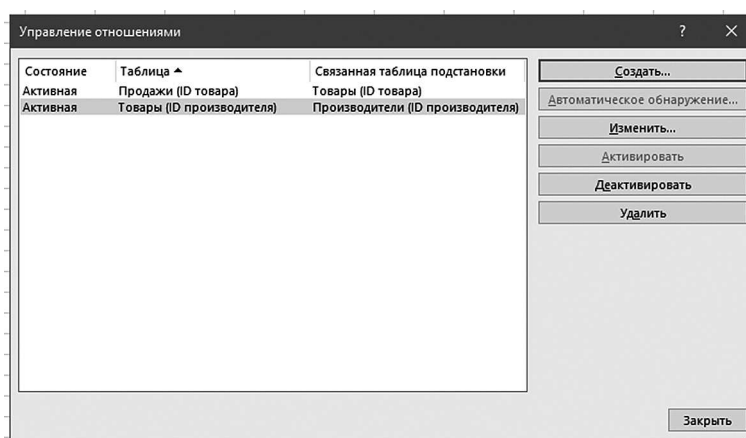 Управление отношениями ? ✕
Состояние Таблица ▲ Связанная таблица подстановки
Активная Продажи (ID товара) Товары (ID товара)
Активная Товары (ID производителя) Производители (ID производителя)
Создать...
Автоматическое обнаружение...
Изменить...
Активировать
Деактивировать
Удалить
Закрыть